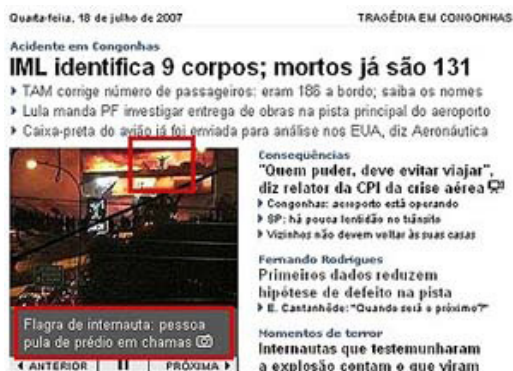 Quarta-feira, 18 de julho de 2007
TRAGÉDIA EM CONGONHAS
Acidente em Congonhas
IML identifica 9 corpos; mortos já são 131
TAM corrige número de passageiros: eram 186 a bordo; saiba os nomes
Lula manda PF investigar entrega de obras na pista principal do aeroporto
Caixa-preta do avião já foi enviada para análise nos EUA, diz Aeronáutica
Flagra de internauta: pessoa
pula de prédio em chamas
ANTERIOR
PRÓXIMA
Consequências
"Quem puder, deve evitar viajar",
diz relator da CPI da crise aérea
Congonhas: aeroporto está operando
SP: há pouca lentidão no trânsito
Vizinhos não devem voltar às suas casas
Fernando Rodrigues
Primeiros dados reduzem
hipótese de defeito na pista
E. Cantanhêde: "Quando será o próximo?"
Momentos de terror
Internautas que testemunharam
a explosão contam o que viram